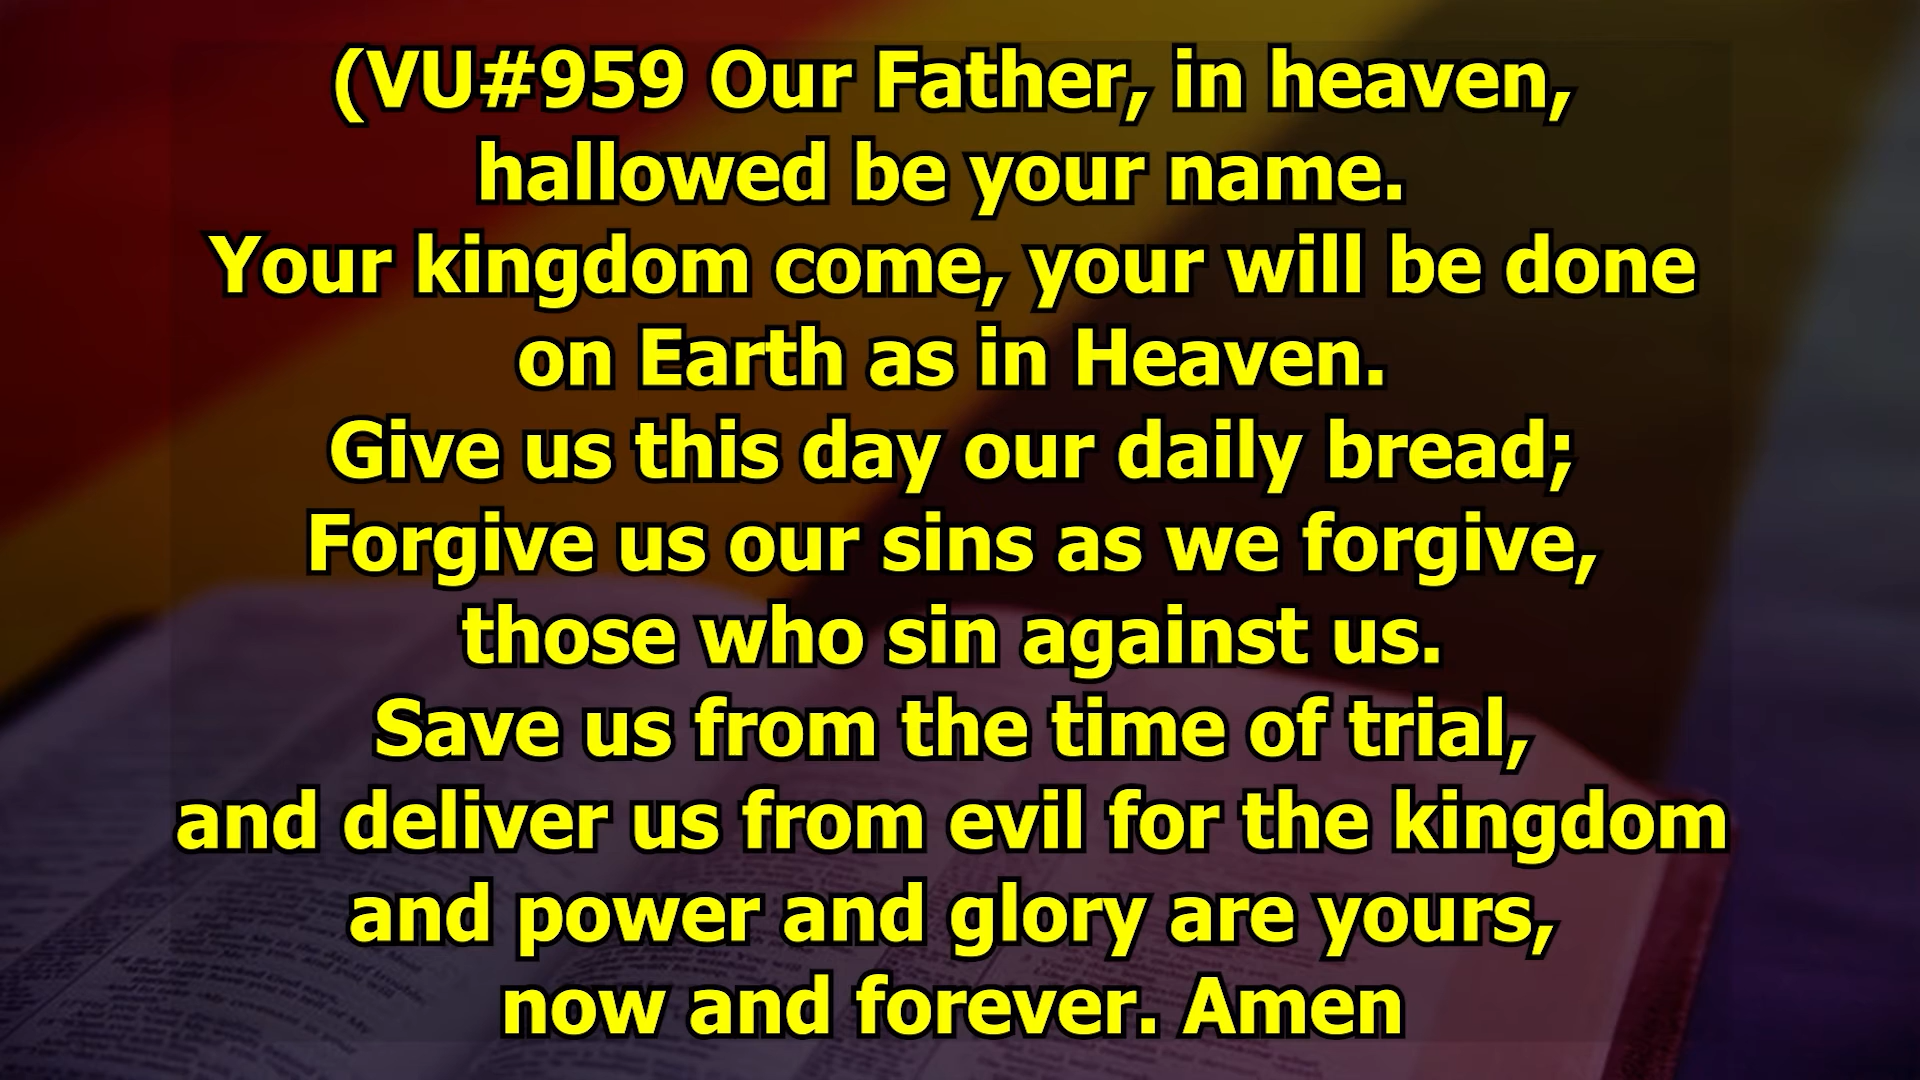 (VU#959 Our Father, in heaven,
hallowed be your name.
Your kingdom come, your will be done
on Earth as in Heaven.
Give us this day our daily bread;
Forgive us our sins as we forgive,
those who sin against us.
Save us from the time of trial,
and deliver us from evil for the kingdom
and power and glory are yours,
now and forever. Amen